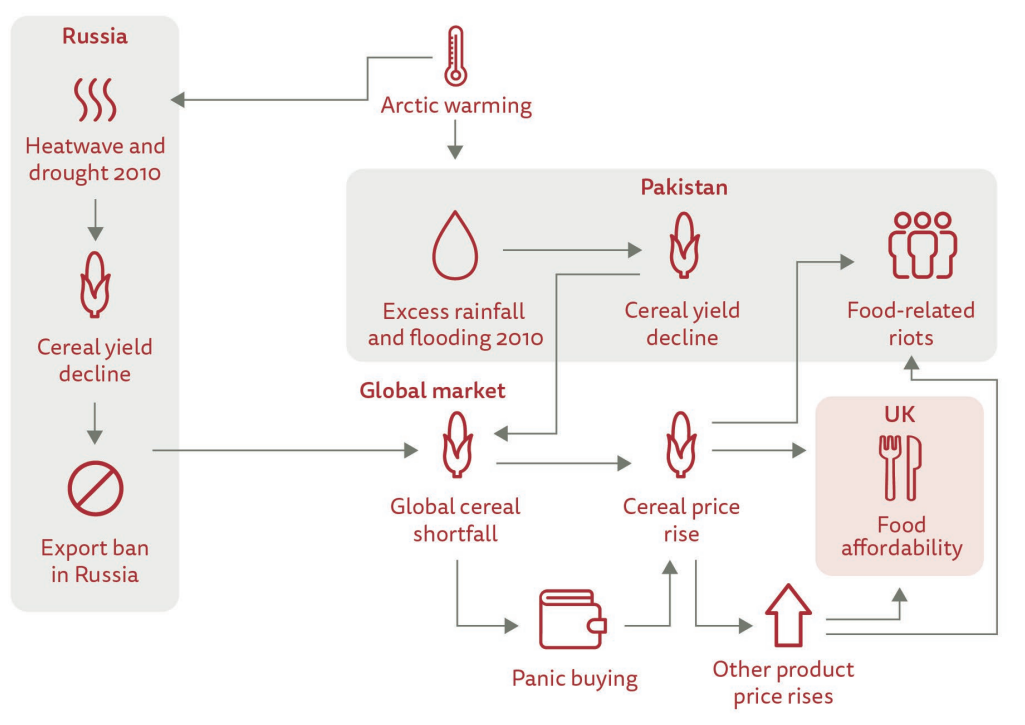 Russia
Heatwave and
drought 2010
Cereal yield
decline
Export ban
in Russia
Arctic warming
Pakistan
Excess rainfall
and flooding 2010
Cereal yield
decline
Food-related
riots
Global market
Global cereal
shortfall
Cereal price
rise
UK
Food
affordability
Panic buying
Other product
price rises